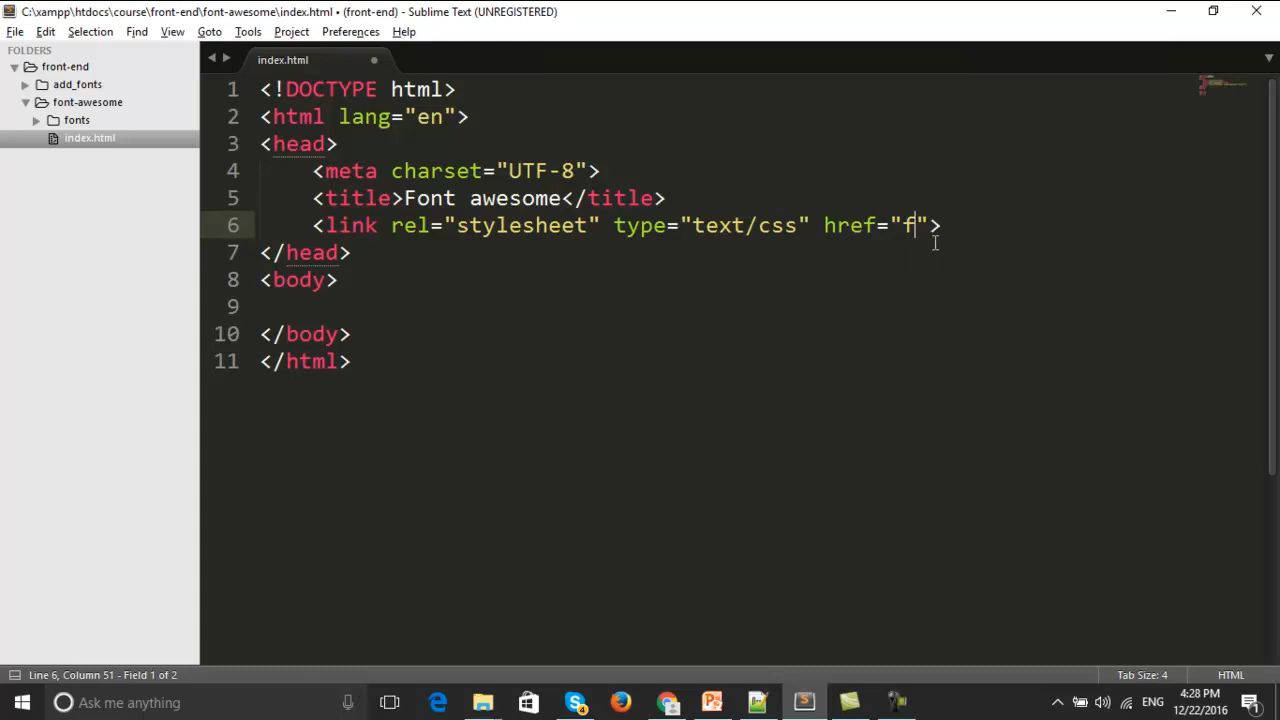 C:\xampp\htdocs\course\front-end\font-awesome\index.html • (front-end) - Sublime Text (UNREGISTERED)
File Edit Selection Find View Goto Tools Project Preferences Help
FOLDERS
front-end
add_fonts
font-awesome
fonts
index.html
index.html
1 <!DOCTYPE html>
2 <html lang="en">
3 <head>
4 <meta charset="UTF-8">
5 <title>Font awesome</title>
6 <link rel="stylesheet" type="text/css" href="f">
7 </head>
8 <body>
9
10 </body>
11 </html>
Line 6, Column 51 - Field 1 of 2
Tab Size: 4
HTML
Ask me anything
4
ENG
4:28 PM
12/22/2016
1